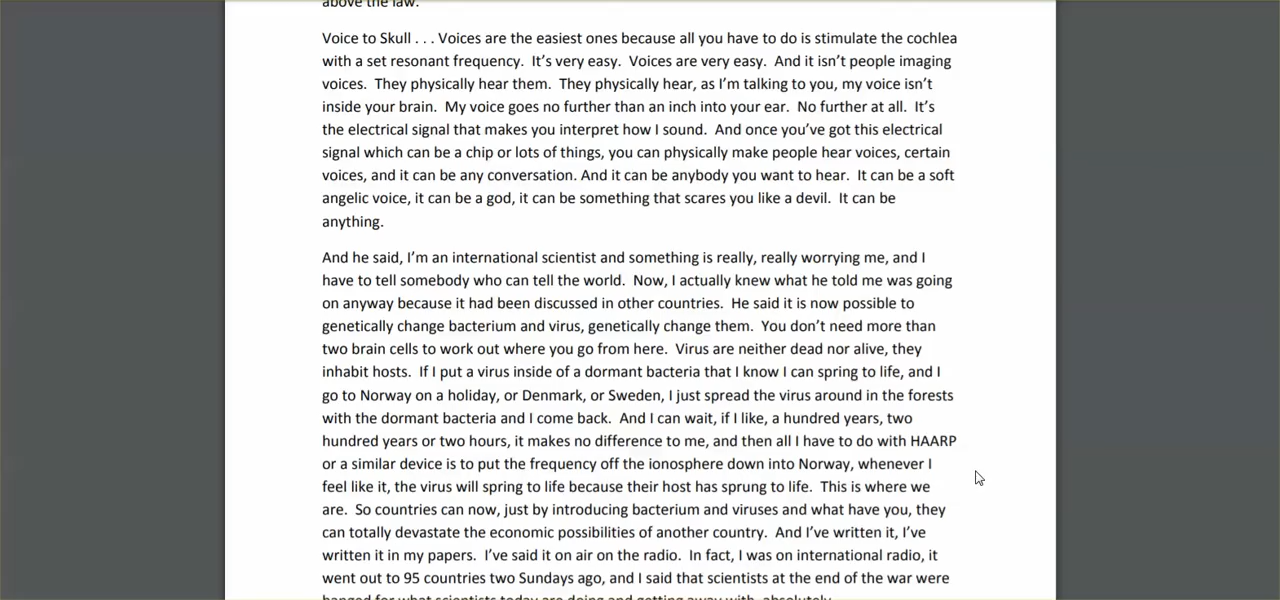 above the law.
Voice to Skull . . . Voices are the easiest ones because all you have to do is stimulate the cochlea
with a set resonant frequency.  It’s very easy.  Voices are very easy.  And it isn’t people imaging
voices.  They physically hear them.  They physically hear, as I’m talking to you, my voice isn’t
inside your brain.  My voice goes no further than an inch into your ear.  No further at all.  It’s
the electrical signal that makes you interpret how I sound.  And once you’ve got this electrical
signal which can be a chip or lots of things, you can physically make people hear voices, certain
voices, and it can be any conversation. And it can be anybody you want to hear.  It can be a soft
angelic voice, it can be a god, it can be something that scares you like a devil.  It can be
anything.
And he said, I’m an international scientist and something is really, really worrying me, and I
have to tell somebody who can tell the world.  Now, I actually knew what he told me was going
on anyway because it had been discussed in other countries.  He said it is now possible to
genetically change bacterium and virus, genetically change them.  You don’t need more than
two brain cells to work out where you go from here.  Virus are neither dead nor alive, they
inhabit hosts.  If I put a virus inside of a dormant bacteria that I know I can spring to life, and I
go to Norway on a holiday, or Denmark, or Sweden, I just spread the virus around in the forests
with the dormant bacteria and I come back.  And I can wait, if I like, a hundred years, two
hundred years or two hours, it makes no difference to me, and then all I have to do with HAARP
or a similar device is to put the frequency off the ionosphere down into Norway, whenever I
feel like it, the virus will spring to life because their host has sprung to life.  This is where we
are.  So countries can now, just by introducing bacterium and viruses and what have you, they
can totally devastate the economic possibilities of another country.  And I’ve written it, I’ve
written it in my papers.  I’ve said it on air on the radio.  In fact, I was on international radio, it
went out to 95 countries two Sundays ago, and I said that scientists at the end of the war were
hanged for what scientists today are doing and getting away with, absolutely